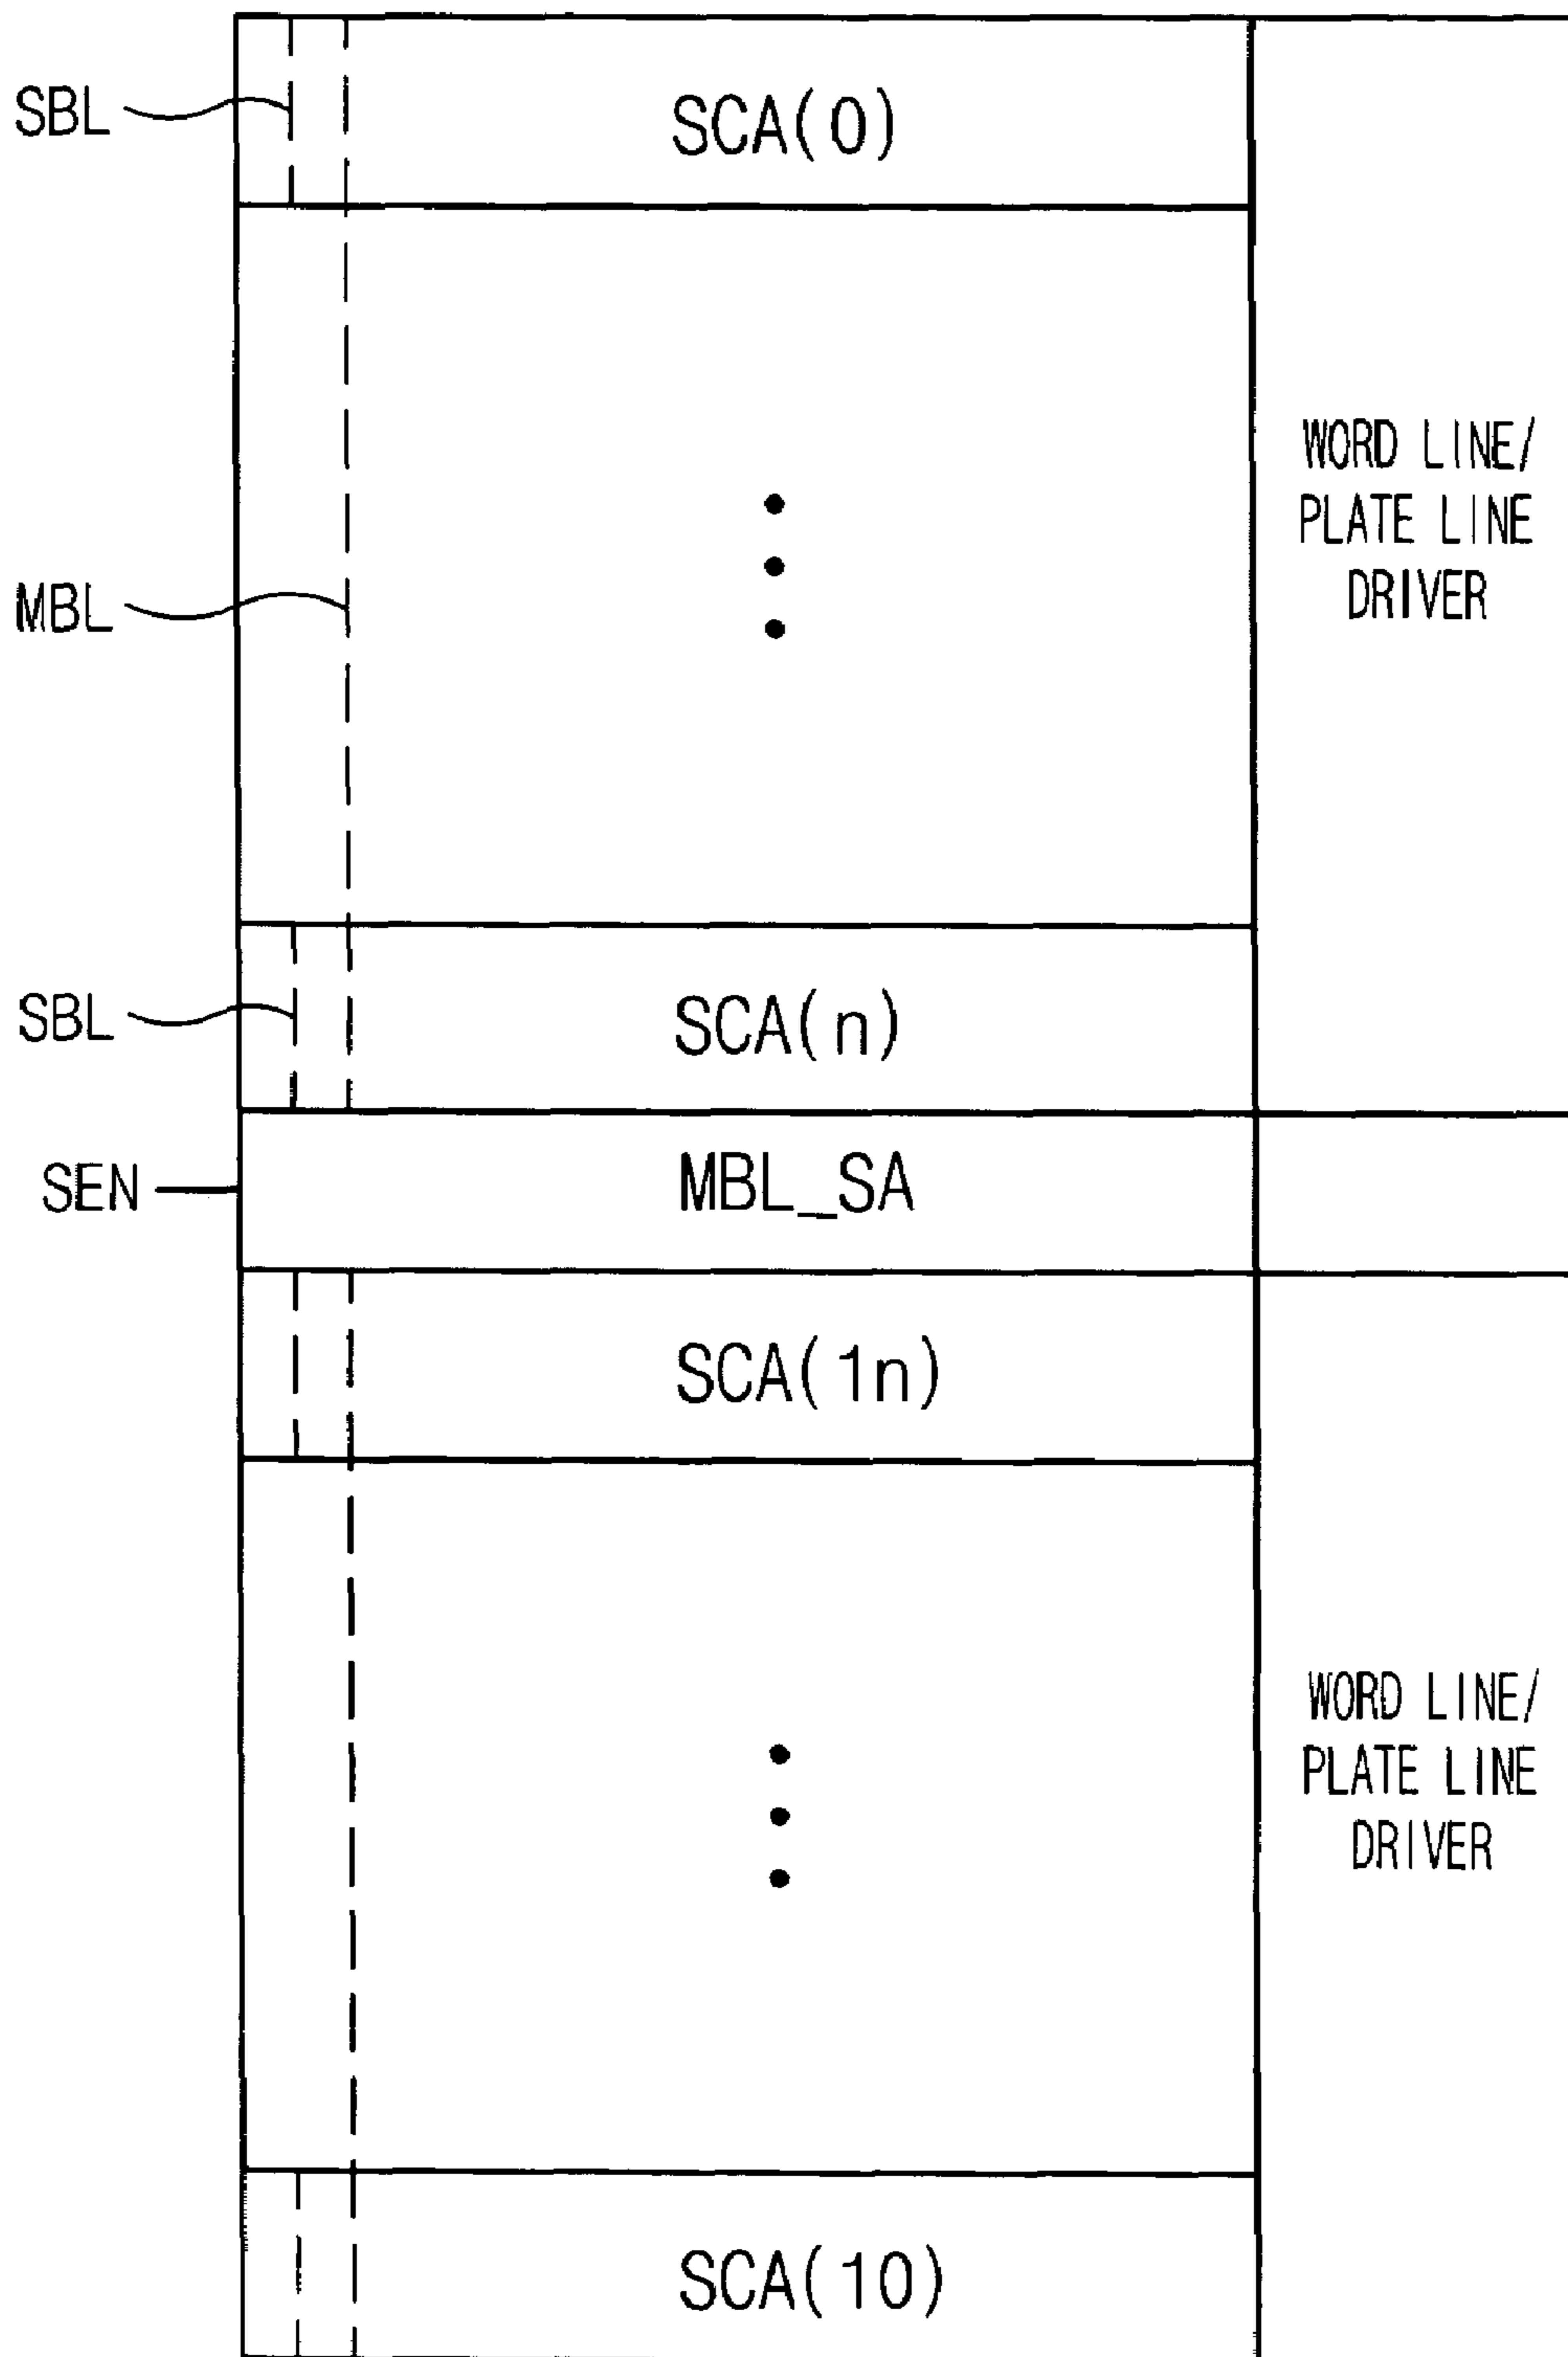 SBL
SCA(0)
WORD LINE/
PLATE LINE
DRIVER
MBL
SBL
SCA(n)
SEN
MBL_SA
SCA(1n)
WORD LINE/
PLATE LINE
DRIVER
SCA(10)